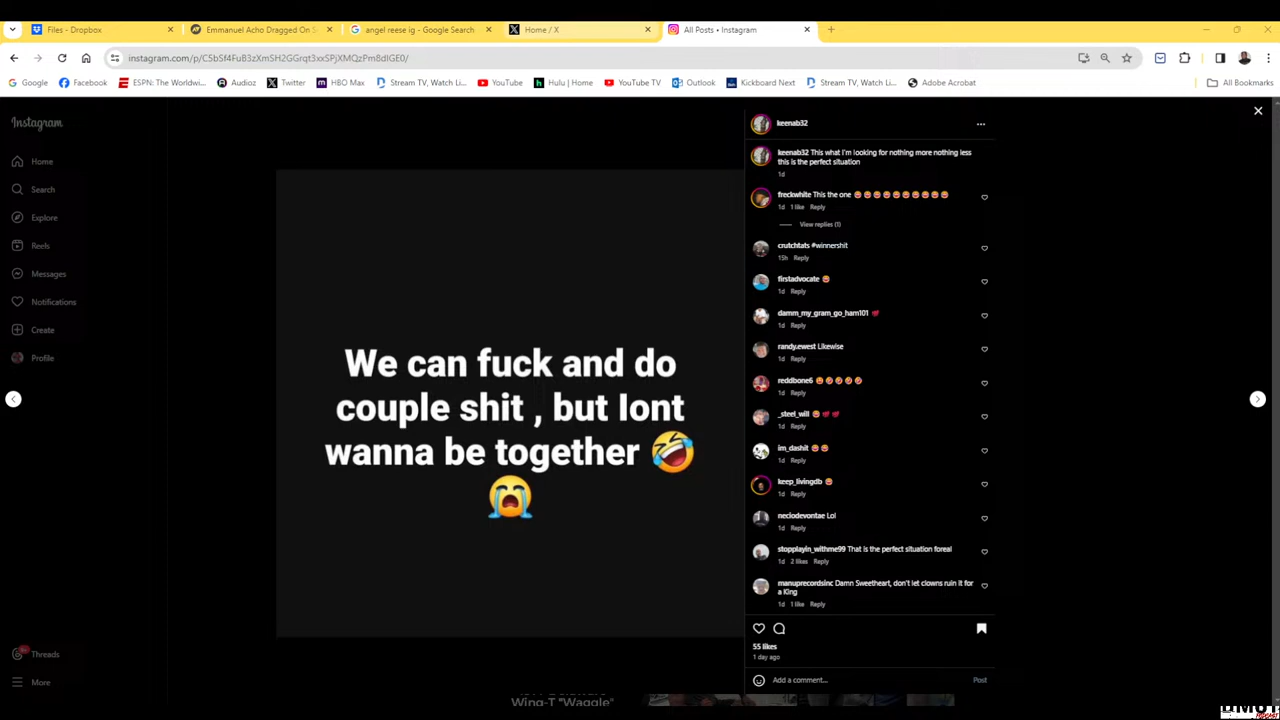 Files - Dropbox
Emmanuel Acho Dragged On S
angel reese ig - Google Search
Home / X
All Posts • Instagram
instagram.com/p/C5bSf4FuB3zXmSH2GGrqt3xxSPjXMQzPm8dIGE0/
Google
Facebook
ESPN: The Worldwi...
Audioz
Twitter
HBO Max
Stream TV, Watch Li...
YouTube
Hulu | Home
YouTube TV
Outlook
Kickboard Next
Stream TV, Watch Li...
Adobe Acrobat
All Bookmarks
Instagram
Home
Search
Explore
Reels
Messages
Notifications
Create
Profile
Threads
More
We can fuck and do
couple shit , but Iont
wanna be together 🤣
😭
keenab32
keenab32 This what I'm looking for nothing more nothing less
this is the perfect situation
1d
freckwhite This the one
1d 1 like Reply
View replies (1)
crutchtats #winnershit
15h Reply
firstadvocate
1d Reply
damm_my_gram_go_ham101
1d Reply
randy.ewest Likewise
1d Reply
reddbone6
1d Reply
_steel_will
1d Reply
im_dashit
1d Reply
keep_livingdb
1d Reply
neciodevontae Lol
1d Reply
stopplayin_withme99 That is the perfect situation foreal
1d 2 likes Reply
manuprecordsinc Damn Sweetheart, don't let clowns ruin it for
a King
1d 1 like Reply
55 likes
1 day ago
Add a comment...
Post
Wing-T "Waggle"
PODCAST